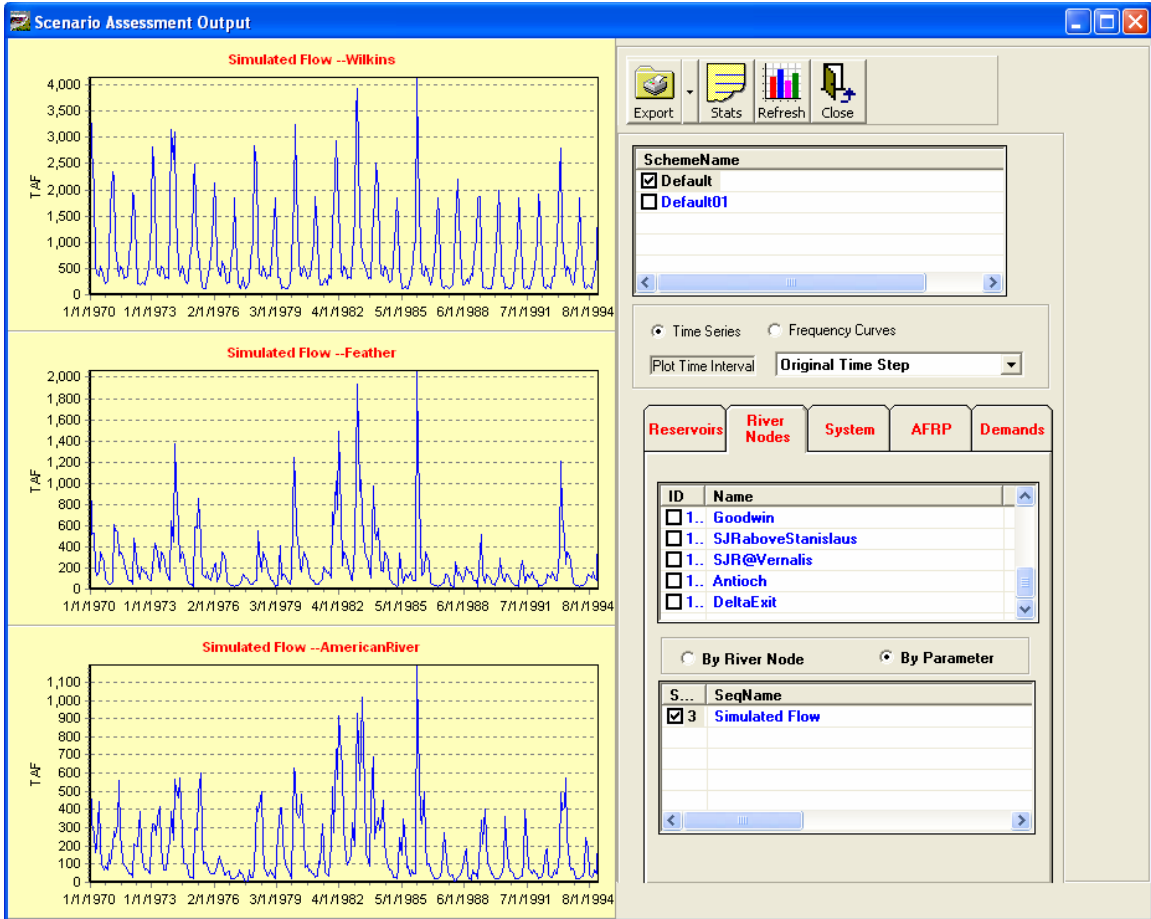 Scenario Assessment Output
Simulated Flow --Wilkins
TAF
4,000
3,500
3,000
2,500
2,000
1,500
1,000
500
0
1/1/1970 1/1/1973 2/1/1976 3/1/1979 4/1/1982 5/1/1985 6/1/1988 7/1/1991 8/1/1994
Simulated Flow --Feather
TAF
2,000
1,800
1,600
1,400
1,200
1,000
800
600
400
200
0
1/1/1970 1/1/1973 2/1/1976 3/1/1979 4/1/1982 5/1/1985 6/1/1988 7/1/1991 8/1/1994
Simulated Flow --AmericanRiver
TAF
1,100
1,000
900
800
700
600
500
400
300
200
100
0
1/1/1970 1/1/1973 2/1/1976 3/1/1979 4/1/1982 5/1/1985 6/1/1988 7/1/1991 8/1/1994
Export Stats Refresh Close
SchemeName
Default
Default01
Time Series Frequency Curves
Plot Time Interval Original Time Step
Reservoirs River Nodes System AFRP Demands
ID Name
1.. Goodwin
1.. SJRaboveStanislaus
1.. SJR@Vernalis
1.. Antioch
1.. DeltaExit
By River Node By Parameter
S... SeqName
3 Simulated Flow